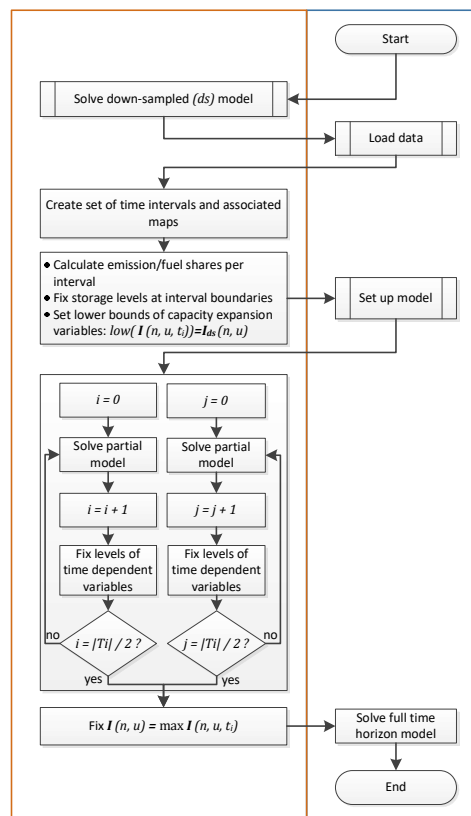 Start
Solve down-sampled (ds) model
Load data
Create set of time intervals and associated
maps
• Calculate emission/fuel shares per
interval
• Fix storage levels at interval boundaries
• Set lower bounds of capacity expansion
variables: low( I (n, u, tᵢ))=I_ds (n, u)
Set up model
i = 0
j = 0
Solve partial
model
Solve partial
model
i = i + 1
j = j + 1
Fix levels of
time dependent
variables
Fix levels of
time dependent
variables
no
i = |Ti| / 2 ?
j = |Ti| / 2 ?
no
yes
yes
Fix I (n, u) = max I (n, u, tᵢ)
Solve full time
horizon model
End